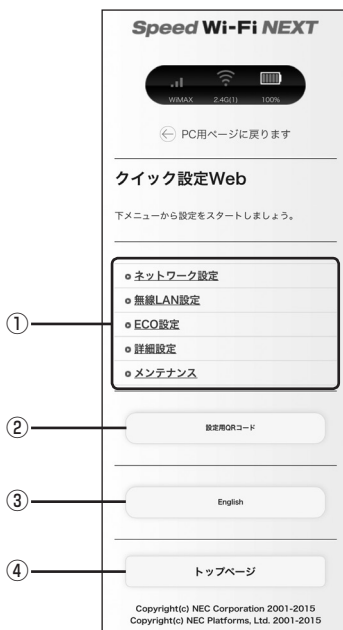 Speed Wi-Fi NEXT
WiMAX 2.4G(1) 100%
PC用ページに戻ります
クイック設定Web
下メニューから設定をスタートしましょう。
① ネットワーク設定
無線LAN設定
ECO設定
詳細設定
メンテナンス
② 設定用QRコード
③ English
④ トップページ
Copyright(c) NEC Corporation 2001-2015
Copyright(c) NEC Platforms, Ltd. 2001-2015